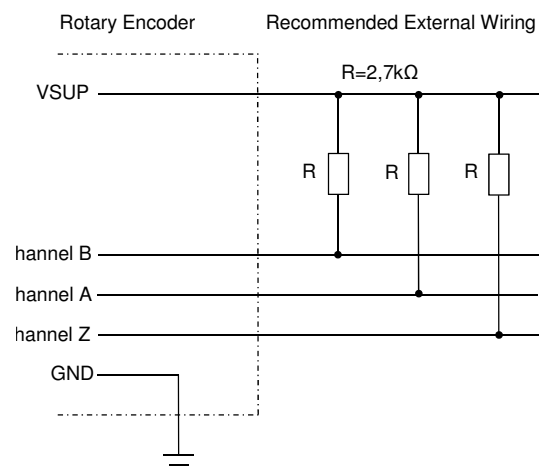 Rotary Encoder
Recommended External Wiring
R=2,7kΩ
VSUP
R
R
R
hannel B
hannel A
hannel Z
GND